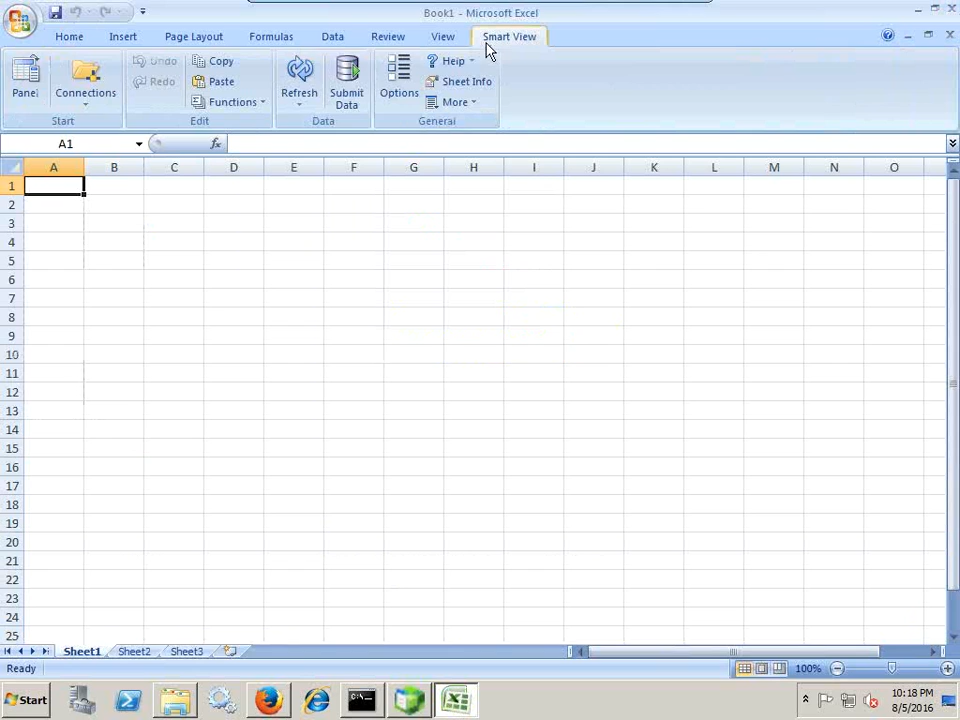 Book1 - Microsoft Excel
Home Insert Page Layout Formulas Data Review View Smart View
Undo Copy Help
Redo Paste Sheet Info
Panel Connections Functions Refresh Submit Data Options More
Start Edit Data General
A1 fx
A B C D E F G H I J K L M N O
1
2
3
4
5
6
7
8
9
10
11
12
13
14
15
16
17
18
19
20
21
22
23
24
25
Sheet1 Sheet2 Sheet3
Ready 100%
Start 10:18 PM
8/5/2016